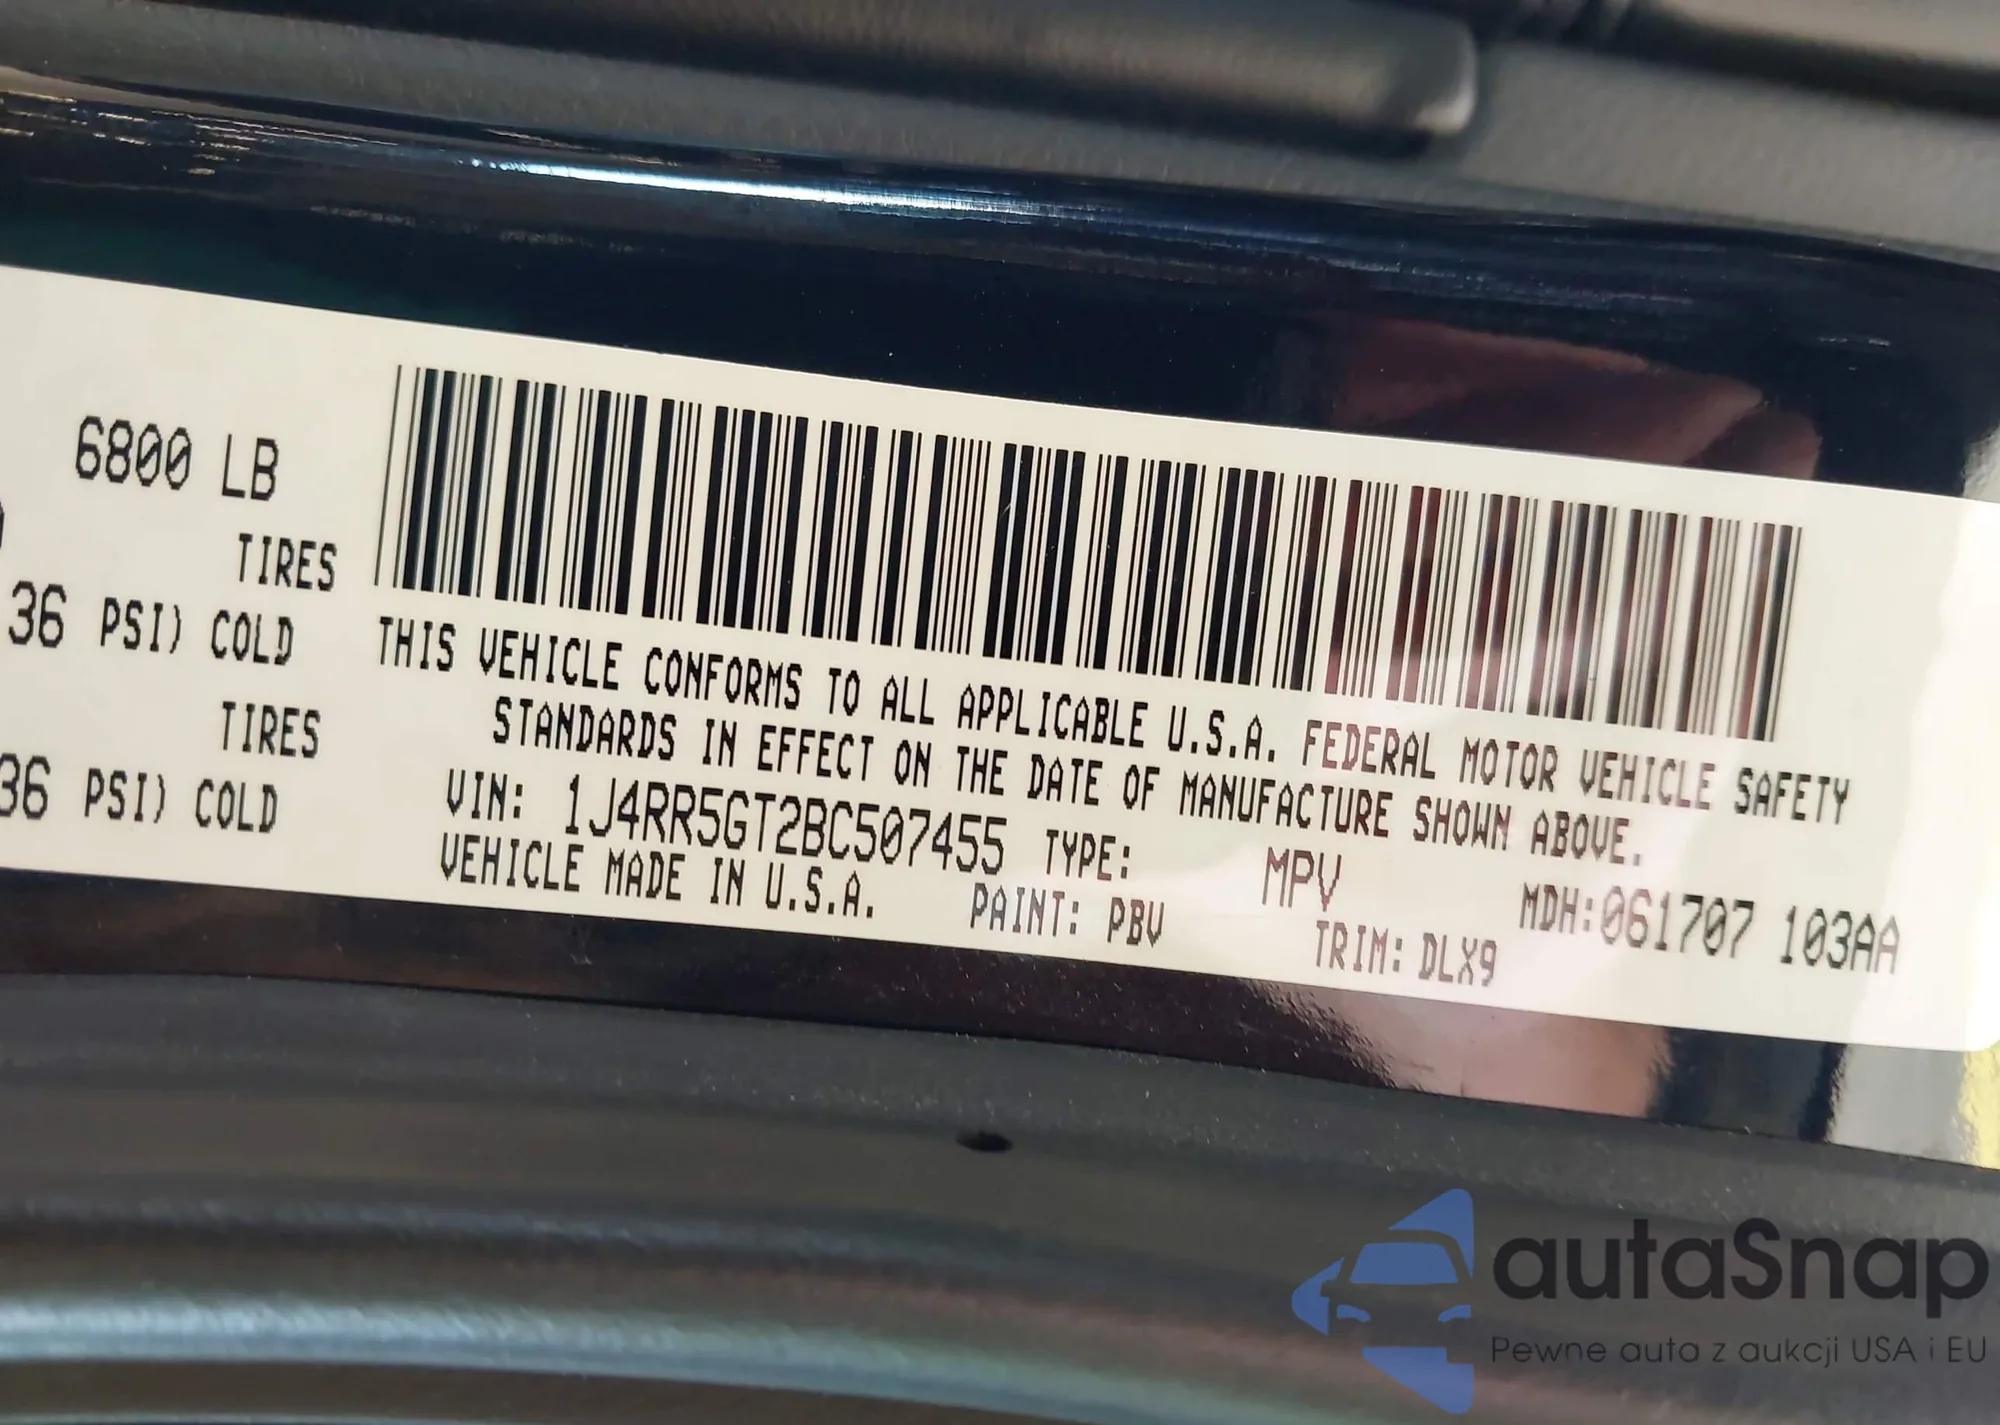 6800 LB
TIRES
36 PSI) COLD
TIRES
36 PSI) COLD
THIS VEHICLE CONFORMS TO ALL APPLICABLE U.S.A. FEDERAL MOTOR VEHICLE SAFETY
STANDARDS IN EFFECT ON THE DATE OF MANUFACTURE SHOWN ABOVE.
VIN: 1J4RR5GT2BC507455 TYPE: MPV MDH:061707 103AA
VEHICLE MADE IN U.S.A. PAINT: PBV TRIM: DLX9
autaSnap
Pewne auta z aukcji USA i EU